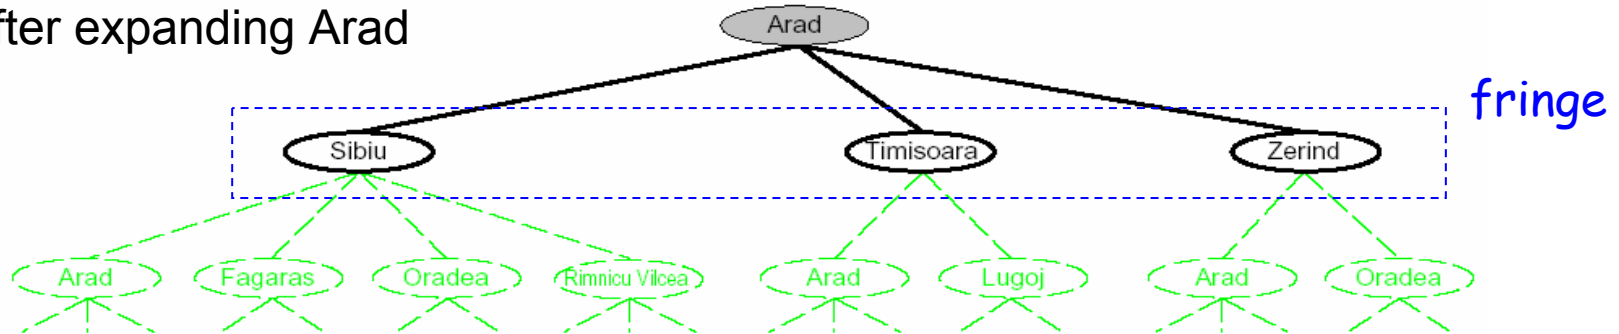 fter expanding Arad
Arad
fringe
Sibiu
Timisoara
Zerind
Arad
Fagaras
Oradea
Rimnicu Vilcea
Arad
Lugoj
Arad
Oradea